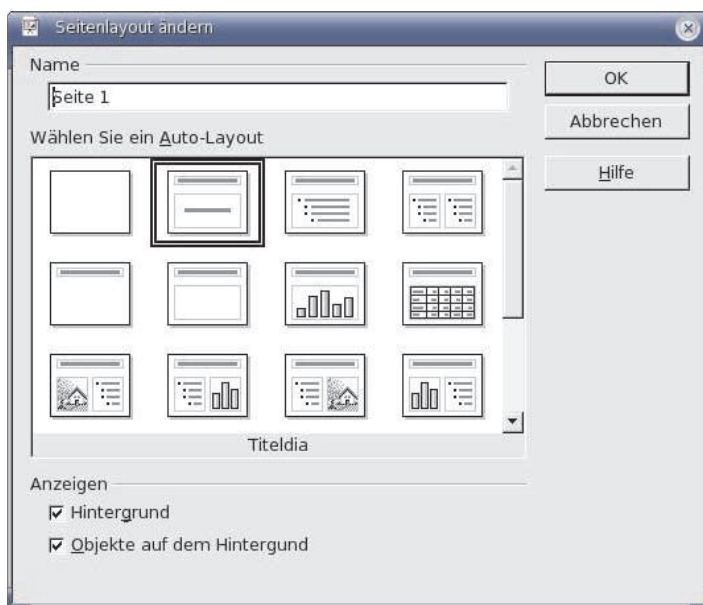 Seitenlayout ändern
Name
Seite 1
Wählen Sie ein Auto-Layout
Titeldia
Anzeigen
Hintergrund
Objekte auf dem Hintergund
OK
Abbrechen
Hilfe